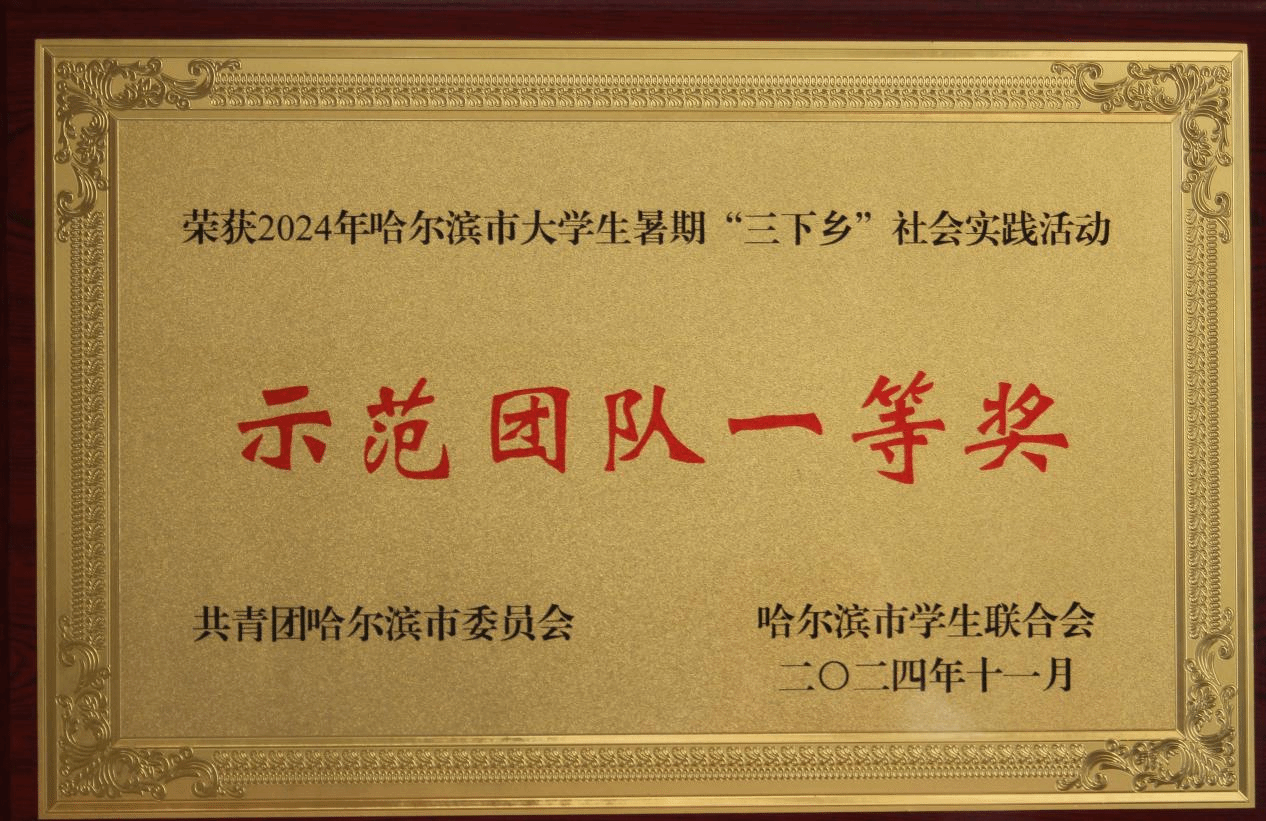 荣获2024年哈尔滨市大学生暑期“三下乡”社会实践活动
示范团队一等奖
共青团哈尔滨市委员会
哈尔滨市学生联合会
二〇二四年十一月